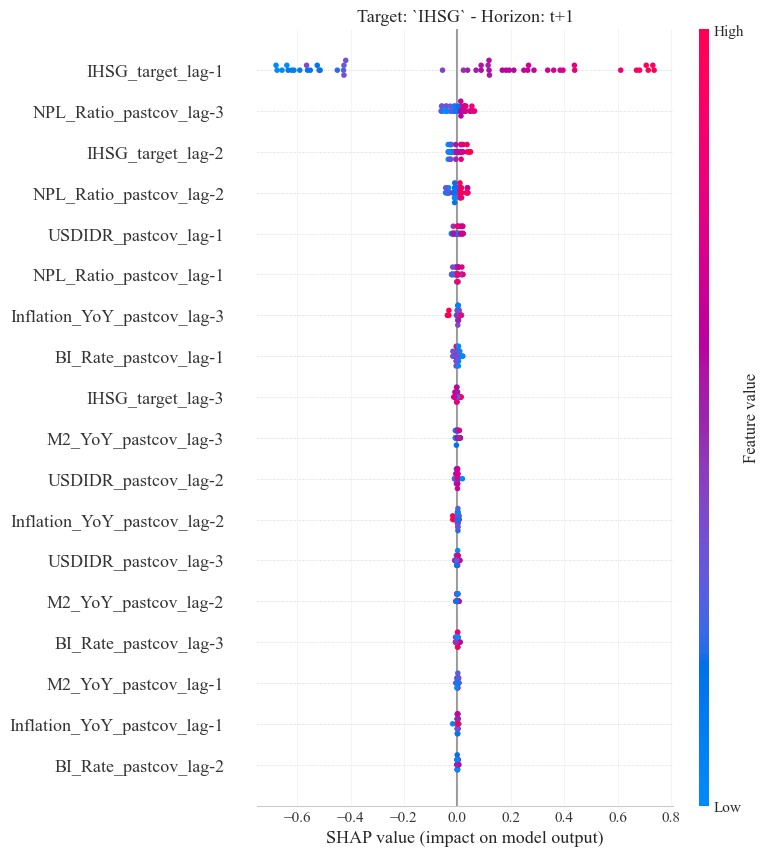 Target: `IHSG` - Horizon: t+1
High
IHSG_target_lag-1
NPL_Ratio_pastcov_lag-3
IHSG_target_lag-2
NPL_Ratio_pastcov_lag-2
USDIDR_pastcov_lag-1
NPL_Ratio_pastcov_lag-1
Inflation_YoY_pastcov_lag-3
BI_Rate_pastcov_lag-1
IHSG_target_lag-3
M2_YoY_pastcov_lag-3
USDIDR_pastcov_lag-2
Inflation_YoY_pastcov_lag-2
USDIDR_pastcov_lag-3
M2_YoY_pastcov_lag-2
BI_Rate_pastcov_lag-3
M2_YoY_pastcov_lag-1
Inflation_YoY_pastcov_lag-1
BI_Rate_pastcov_lag-2
Feature value
Low
−0.6 −0.4 −0.2 0.0 0.2 0.4 0.6 0.8
SHAP value (impact on model output)